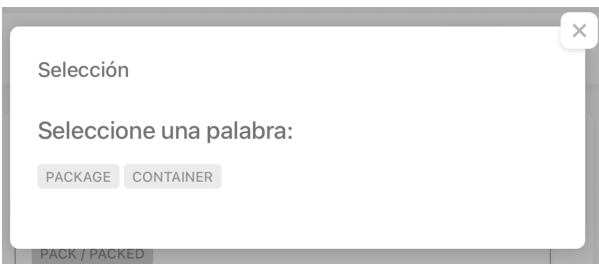 Selección
Seleccione una palabra:
PACKAGE CONTAINER
PACK / PACKED